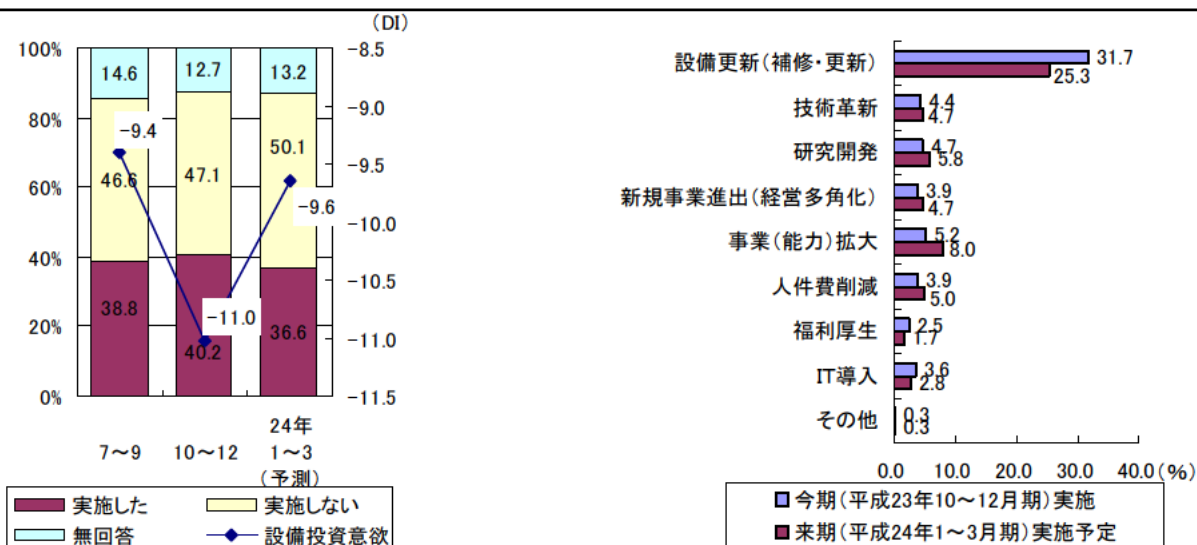 (DI)
100%
80%
60%
40%
20%
0%
14.6
12.7
13.2
46.6
47.1
50.1
38.8
40.2
36.6
-9.4
-11.0
-9.6
-8.5
-9.0
-9.5
-10.0
-10.5
-11.0
-11.5
7～9
10～12
24年
1～3
(予測)
実施した
実施しない
無回答
設備投資意欲
設備更新(補修・更新)
31.7
25.3
技術革新
4.4
4.7
研究開発
4.7
5.8
新規事業進出(経営多角化)
3.9
4.7
事業(能力)拡大
5.2
8.0
人件費削減
3.9
5.0
福利厚生
2.5
1.7
IT導入
3.6
2.8
その他
0.3
0.3
0.0 10.0 20.0 30.0 40.0 (%)
今期(平成23年10～12月期)実施
来期(平成24年1～3月期)実施予定